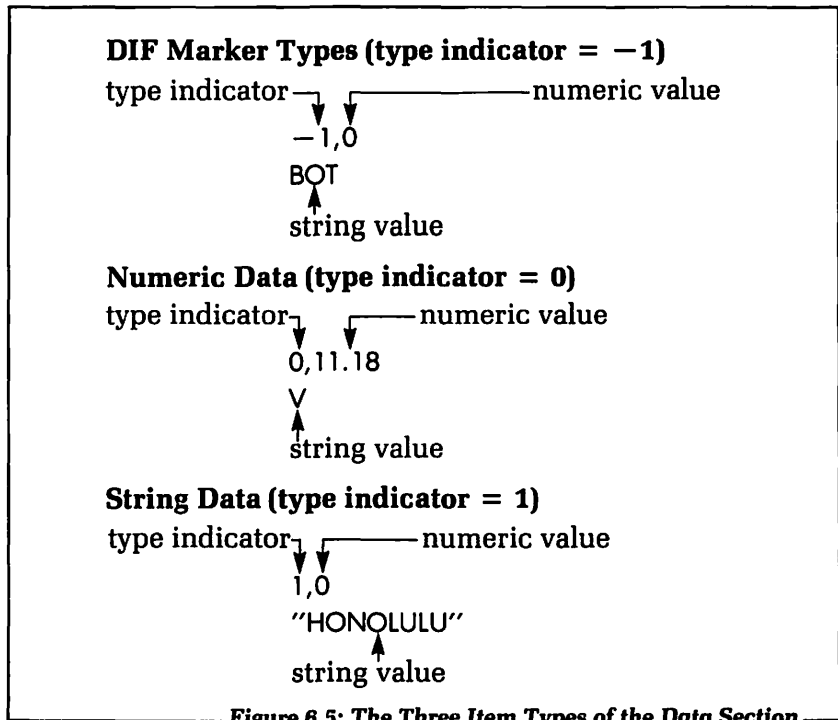 DIF Marker Types (type indicator = −1)
type indicator numeric value
−1,0
BOT
string value
Numeric Data (type indicator = 0)
type indicator numeric value
0,11.18
V
string value
String Data (type indicator = 1)
type indicator numeric value
1,0
"HONOLULU"
string value
Figure 6.5: The Three Item Types of the Data Section